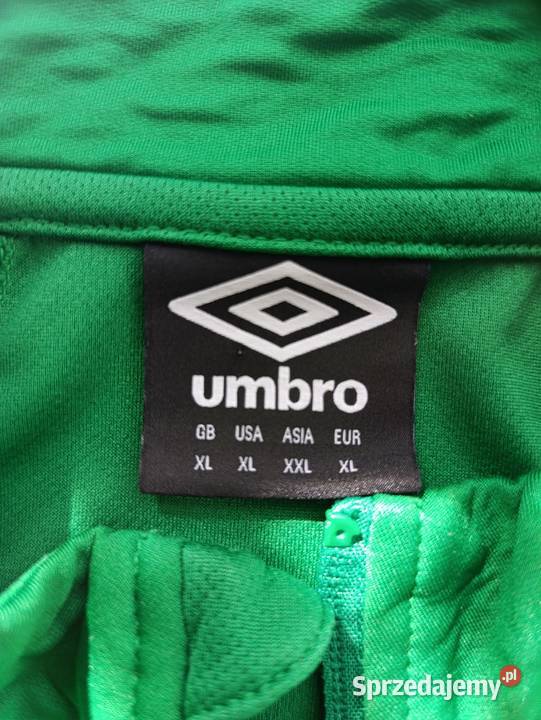 umbro
GB USA ASIA EUR
XL XL XXL XL
Sprzedajemy.pl